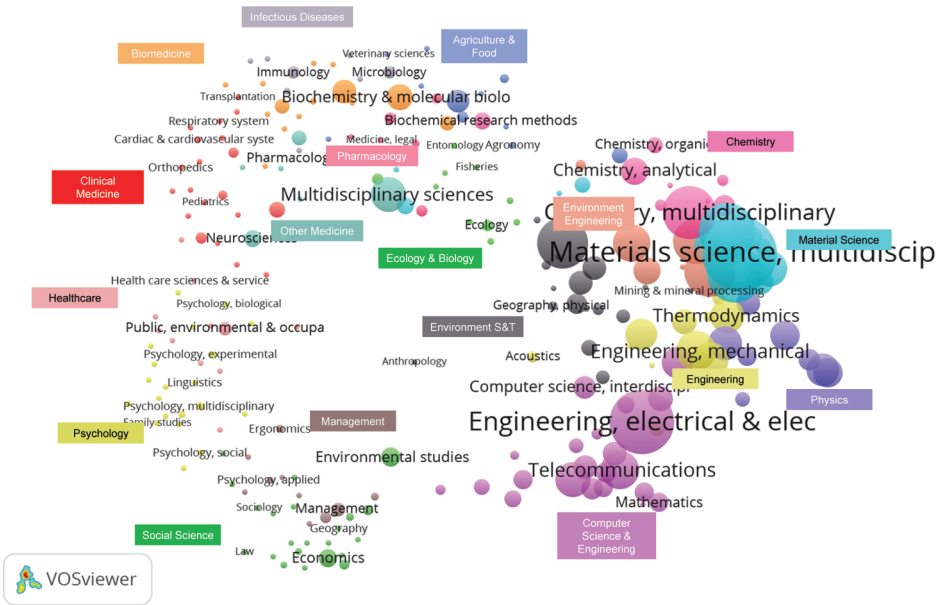 Infectious Diseases
Agriculture &
Food
Biomedicine
Veterinary sciences
Immunology
Microbiology
Transplantation
Biochemistry & molecular biolo
Respiratory system
Biochemical research methods
Cardiac & cardiovascular syste
Medicine, legal
Entomology
Agronomy
Chemistry, organic
Chemistry
Pharmacolog
Pharmacology
Orthopedics
Fisheries
Chemistry, analytical
Clinical
Medicine
Pediatrics
Multidisciplinary sciences
Environment
Engineering
ry, multidisciplinary
Other Medicine
Neurosciences
Ecology
Material Science
Ecology & Biology
Materials science, multidiscip
Health care sciences & service
Mining & mineral processing
Healthcare
Psychology, biological
Geography, physical
Thermodynamics
Public, environmental & occupa
Environment S&T
Psychology, experimental
Anthropology
Acoustics
Engineering, mechanical
Linguistics
Computer science, interdiscipl
Engineering
Physics
Psychology, multidisciplinary
Family studies
Ergonomics
Management
Engineering, electrical & elec
Psychology
Psychology, social
Environmental studies
Psychology, applied
Telecommunications
Sociology
Management
Mathematics
Geography
Social Science
Computer
Science &
Engineering
Law
Economics
VOSviewer